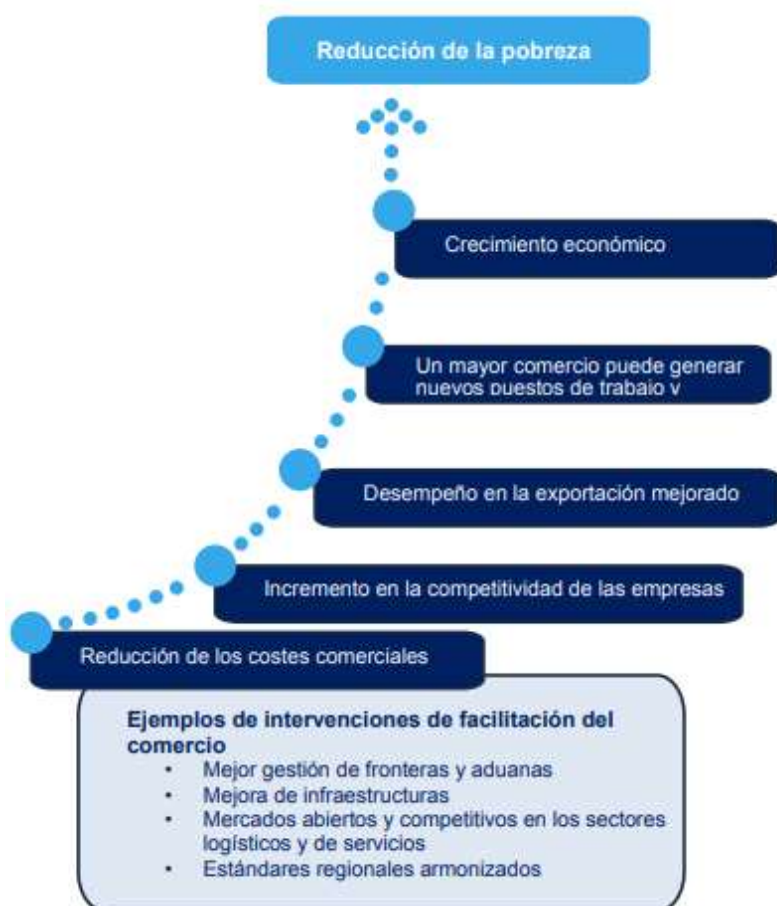 Reducción de la pobreza
Crecimiento económico
Un mayor comercio puede generar
nuevos puestos de trabajo y
Desempeño en la exportación mejorado
Incremento en la competitividad de las empresas
Reducción de los costes comerciales
Ejemplos de intervenciones de facilitación del
comercio
• Mejor gestión de fronteras y aduanas
• Mejora de infraestructuras
• Mercados abiertos y competitivos en los sectores
logísticos y de servicios
• Estándares regionales armonizados